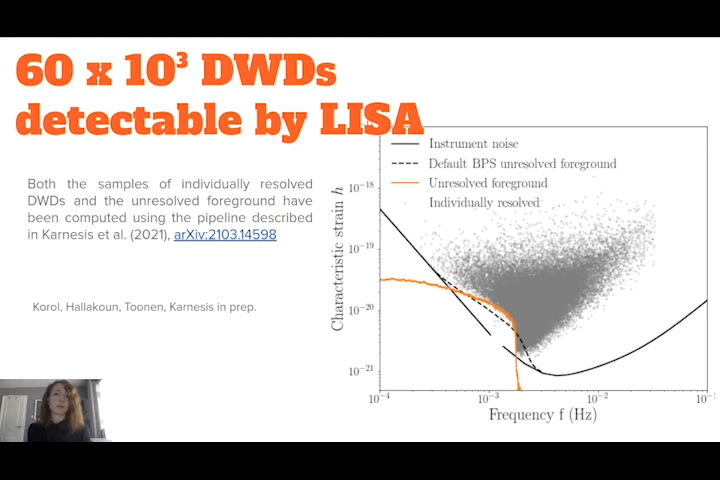 60 x 10³ DWDs
detectable by LISA
Both the samples of individually resolved
DWDs and the unresolved foreground have
been computed using the pipeline described
in Karnesis et al. (2021), arXiv:2103.14598
Korol, Hallakoun, Toonen, Karnesis in prep.
Instrument noise
Default BPS unresolved foreground
Unresolved foreground
Individually resolved
Characteristic strain h
10⁻¹⁸
10⁻¹⁹
10⁻²⁰
10⁻²¹
10⁻⁴
10⁻³
10⁻²
Frequency f (Hz)